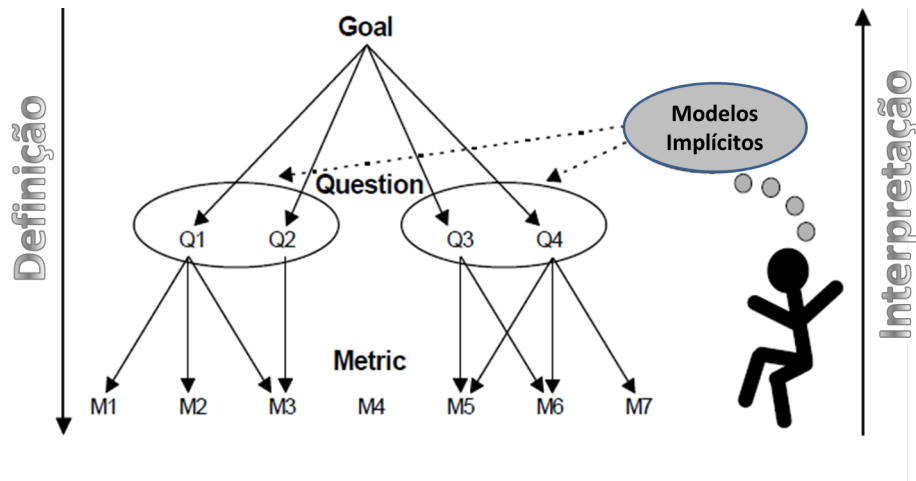 Goal
Definição
Modelos
Implícitos
Interpretação
Question
Q1 Q2 Q3 Q4
Metric
M1 M2 M3 M4 M5 M6 M7